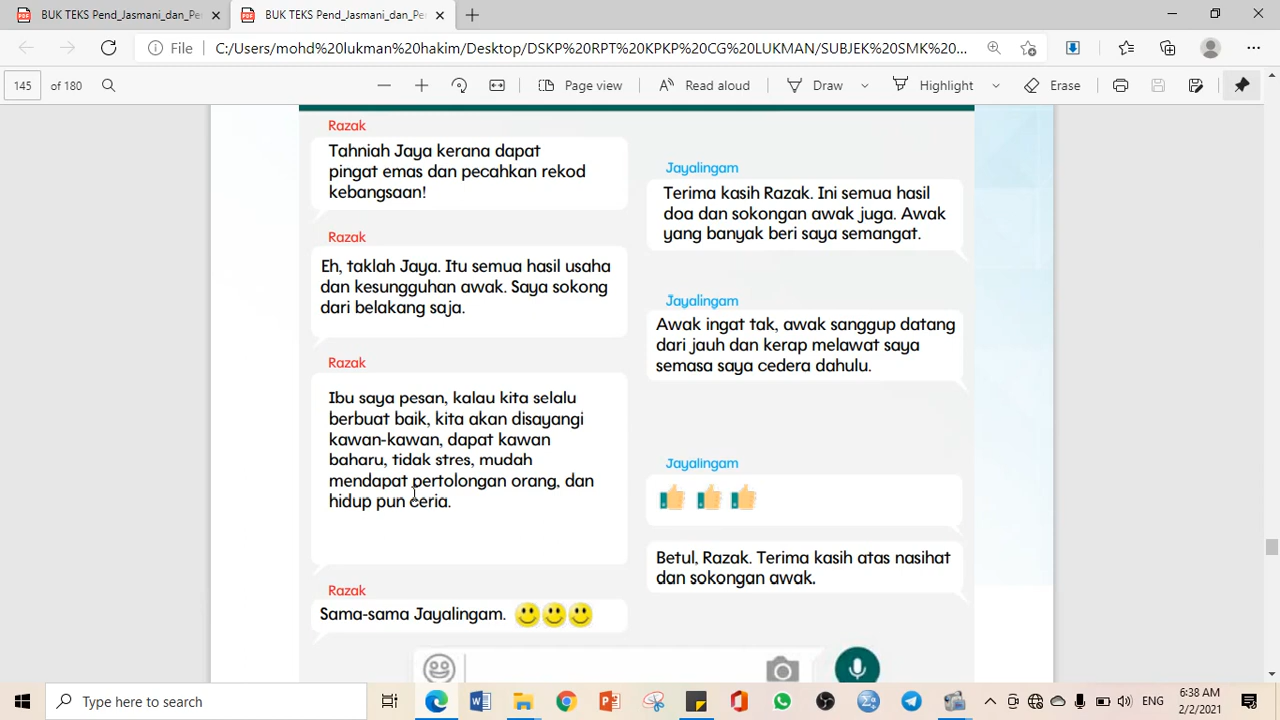 BUK TEKS Pend_Jasmani_dan_Pe
BUK TEKS Pend_Jasmani_dan_Pe
File
C:/Users/mohd%20lukman%20hakim/Desktop/DSKP%20RPT%20KPKP%20CG%20LUKMAN/SUBJEK%20SMK%20...
145 of 180
Page view
Read aloud
Draw
Highlight
Erase
Razak
Tahniah Jaya kerana dapat
pingat emas dan pecahkan rekod
kebangsaan!
Jayalingam
Terima kasih Razak. Ini semua hasil
doa dan sokongan awak juga. Awak
yang banyak beri saya semangat.
Razak
Eh, taklah Jaya. Itu semua hasil usaha
dan kesungguhan awak. Saya sokong
dari belakang saja.
Jayalingam
Awak ingat tak, awak sanggup datang
dari jauh dan kerap melawat saya
semasa saya cedera dahulu.
Razak
Ibu saya pesan, kalau kita selalu
berbuat baik, kita akan disayangi
kawan-kawan, dapat kawan
baharu, tidak stres, mudah
mendapat pertolongan orang, dan
hidup pun ceria.
Jayalingam
Betul, Razak. Terima kasih atas nasihat
dan sokongan awak.
Razak
Sama-sama Jayalingam.
Type here to search
ENG
6:38 AM
2/2/2021